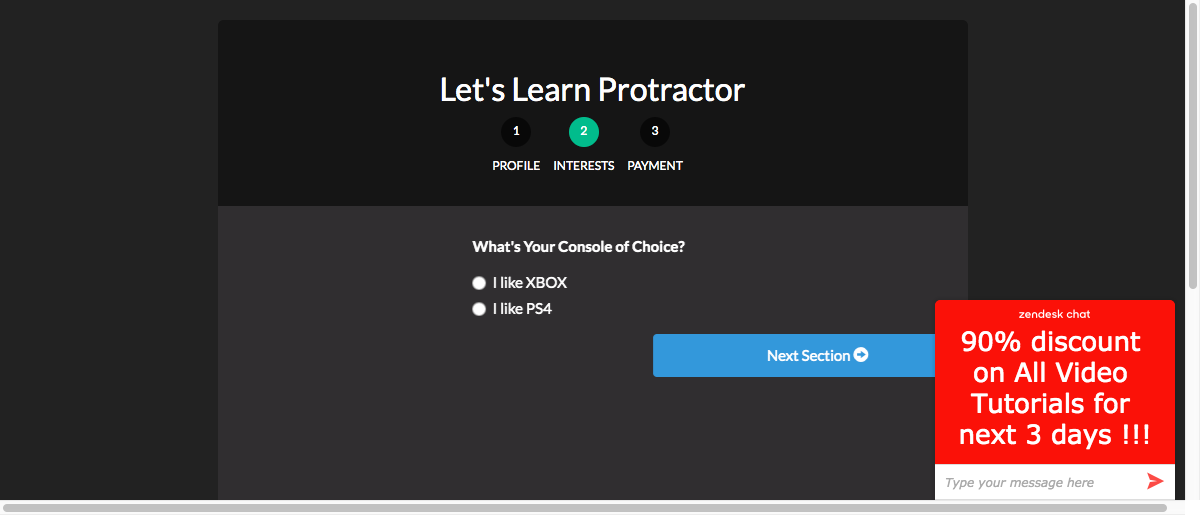 Let's Learn Protractor
1 2 3
PROFILE INTERESTS PAYMENT
What's Your Console of Choice?
I like XBOX
I like PS4
Next Section
zendesk chat
90% discount
on All Video
Tutorials for
next 3 days !!!
Type your message here